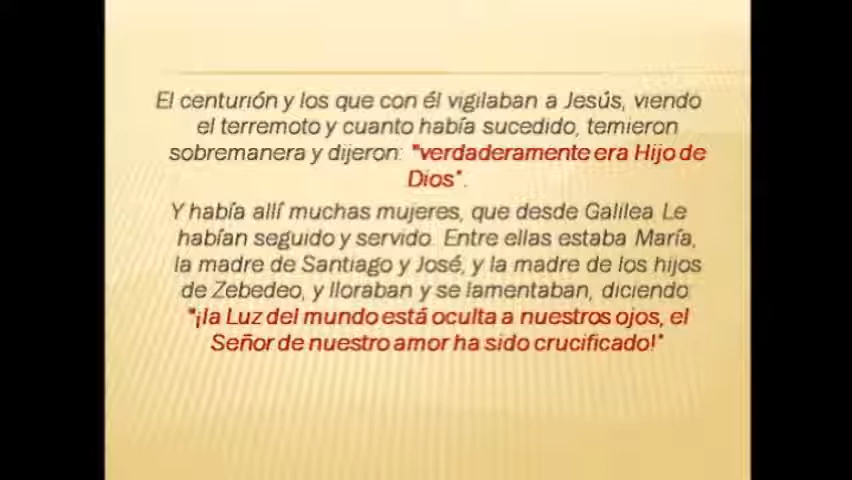 El centurión y los que con él vigilaban a Jesús, viendo
el terremoto y cuanto había sucedido, temieron
sobremanera y dijeron: "verdaderamente era Hijo de
Dios".
Y había allí muchas mujeres, que desde Galilea Le
habían seguido y servido. Entre ellas estaba María,
la madre de Santiago y José, y la madre de los hijos
de Zebedeo, y lloraban y se lamentaban, diciendo
"¡la Luz del mundo está oculta a nuestros ojos, el
Señor de nuestro amor ha sido crucificado!"